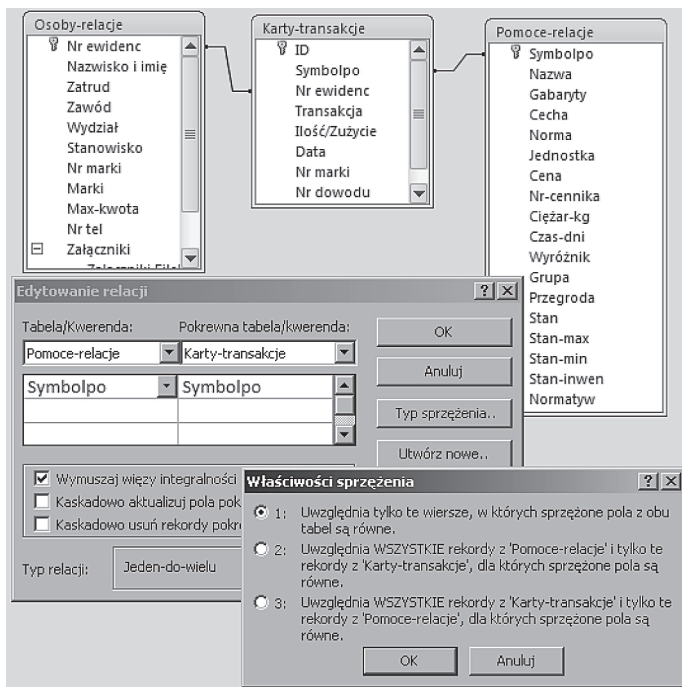 Osoby-relacje
Nr ewidenc
Nazwisko i imię
Zatrud
Zawód
Wydział
Stanowisko
Nr marki
Marki
Max-kwota
Nr tel
Załączniki
Karty-transakcje
ID
Symbolpo
Nr ewidenc
Transakcja
Ilość/Zużycie
Data
Nr marki
Nr dowodu
Pomoce-relacje
Symbolpo
Nazwa
Gabaryty
Cecha
Norma
Jednostka
Cena
Nr-cennika
Ciężar-kg
Czas-dni
Wyróżnik
Grupa
Przegroda
Stan
Stan-max
Stan-min
Stan-inwen
Normatyw
Edytowanie relacji
Tabela/Kwerenda: Pokrewna tabela/kwerenda:
Pomoce-relacje Karty-transakcje
Symbolpo Symbolpo
OK
Anuluj
Typ sprzężenia..
Utwórz nowe..
Wymuszaj więzy integralności
Kaskadowo aktualizuj pola pok
Kaskadowo usuń rekordy pokre
Typ relacji: Jeden-do-wielu
Właściwości sprzężenia
1: Uwzględnia tylko te wiersze, w których sprzężone pola z obu
tabel są równe.
2: Uwzględnia WSZYSTKIE rekordy z 'Pomoce-relacje' i tylko te
rekordy z 'Karty-transakcje', dla których sprzężone pola są
równe.
3: Uwzględnia WSZYSTKIE rekordy z 'Karty-transakcje' i tylko te
rekordy z 'Pomoce-relacje', dla których sprzężone pola są
równe.
OK Anuluj